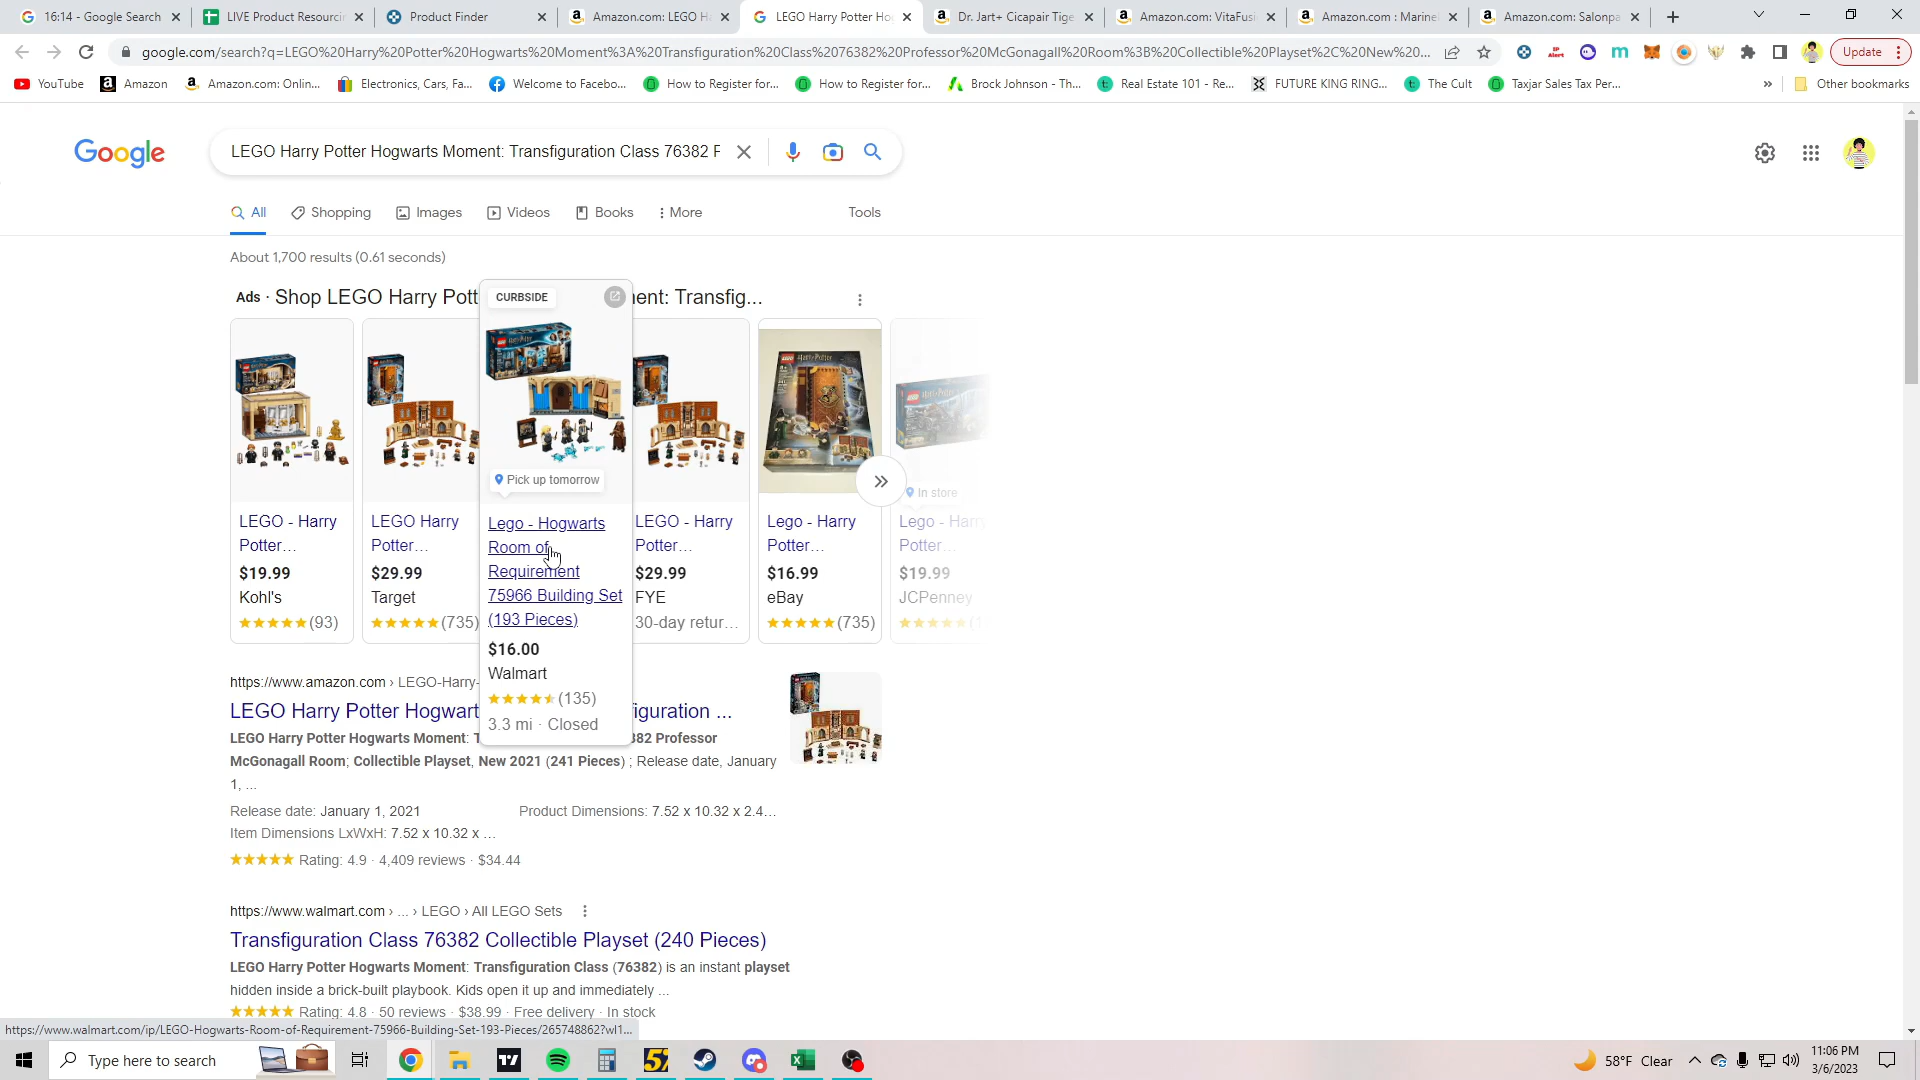 16:14 - Google Search
LIVE Product Resourcin
Product Finder
Amazon.com: LEGO H
LEGO Harry Potter Ho
Dr. Jart+ Cicapair Tige
Amazon.com: VitaFusi
Amazon.com : Marinel
Amazon.com: Salonpa
google.com/search?q=LEGO%20Harry%20Potter%20Hogwarts%20Moment%3A%20Transfiguration%20Class%2076382%20Professor%20McGonagall%20Room%3B%20Collectible%20Playset%2C%20New%20...
Update
YouTube
Amazon
Amazon.com: Onlin...
Electronics, Cars, Fa...
Welcome to Facebo...
How to Register for...
How to Register for...
Brock Johnson - Th...
Real Estate 101 - Re...
FUTURE KING RING...
The Cult
Taxjar Sales Tax Per...
Other bookmarks
Google
LEGO Harry Potter Hogwarts Moment: Transfiguration Class 76382 F
All
Shopping
Images
Videos
Books
More
Tools
About 1,700 results (0.61 seconds)
Ads · Shop LEGO Harry Pott
ent: Transfig...
LEGO - Harry
Potter...
$19.99
Kohl's
(93)
LEGO Harry
Potter...
$29.99
Target
(735)
CURBSIDE
Pick up tomorrow
Lego - Hogwarts
Room of
Requirement
75966 Building Set
(193 Pieces)
$16.00
Walmart
(135)
3.3 mi · Closed
LEGO - Harry
Potter...
$29.99
FYE
30-day retur...
Lego - Harry
Potter...
$16.99
eBay
(735)
In store
Lego - Harry
Potter...
$19.99
JCPenney
https://www.amazon.com › LEGO-Harry-
LEGO Harry Potter Hogwart
iguration ...
LEGO Harry Potter Hogwarts Moment: T
382 Professor
McGonagall Room; Collectible Playset, New 2021 (241 Pieces) ; Release date, January
1, ...
Release date: January 1, 2021
Product Dimensions: 7.52 x 10.32 x 2.4...
Item Dimensions LxWxH: 7.52 x 10.32 x ...
Rating: 4.9 · 4,409 reviews · $34.44
https://www.walmart.com › ... › LEGO › All LEGO Sets
Transfiguration Class 76382 Collectible Playset (240 Pieces)
LEGO Harry Potter Hogwarts Moment: Transfiguration Class (76382) is an instant playset
hidden inside a brick-built playbook. Kids open it up and immediately ...
Rating: 4.8 · 50 reviews · $38.99 · Free delivery · In stock
https://www.walmart.com/ip/LEGO-Hogwarts-Room-of-Requirement-75966-Building-Set-193-Pieces/265748862?wl1...
Type here to search
58°F Clear
11:06 PM
3/6/2023